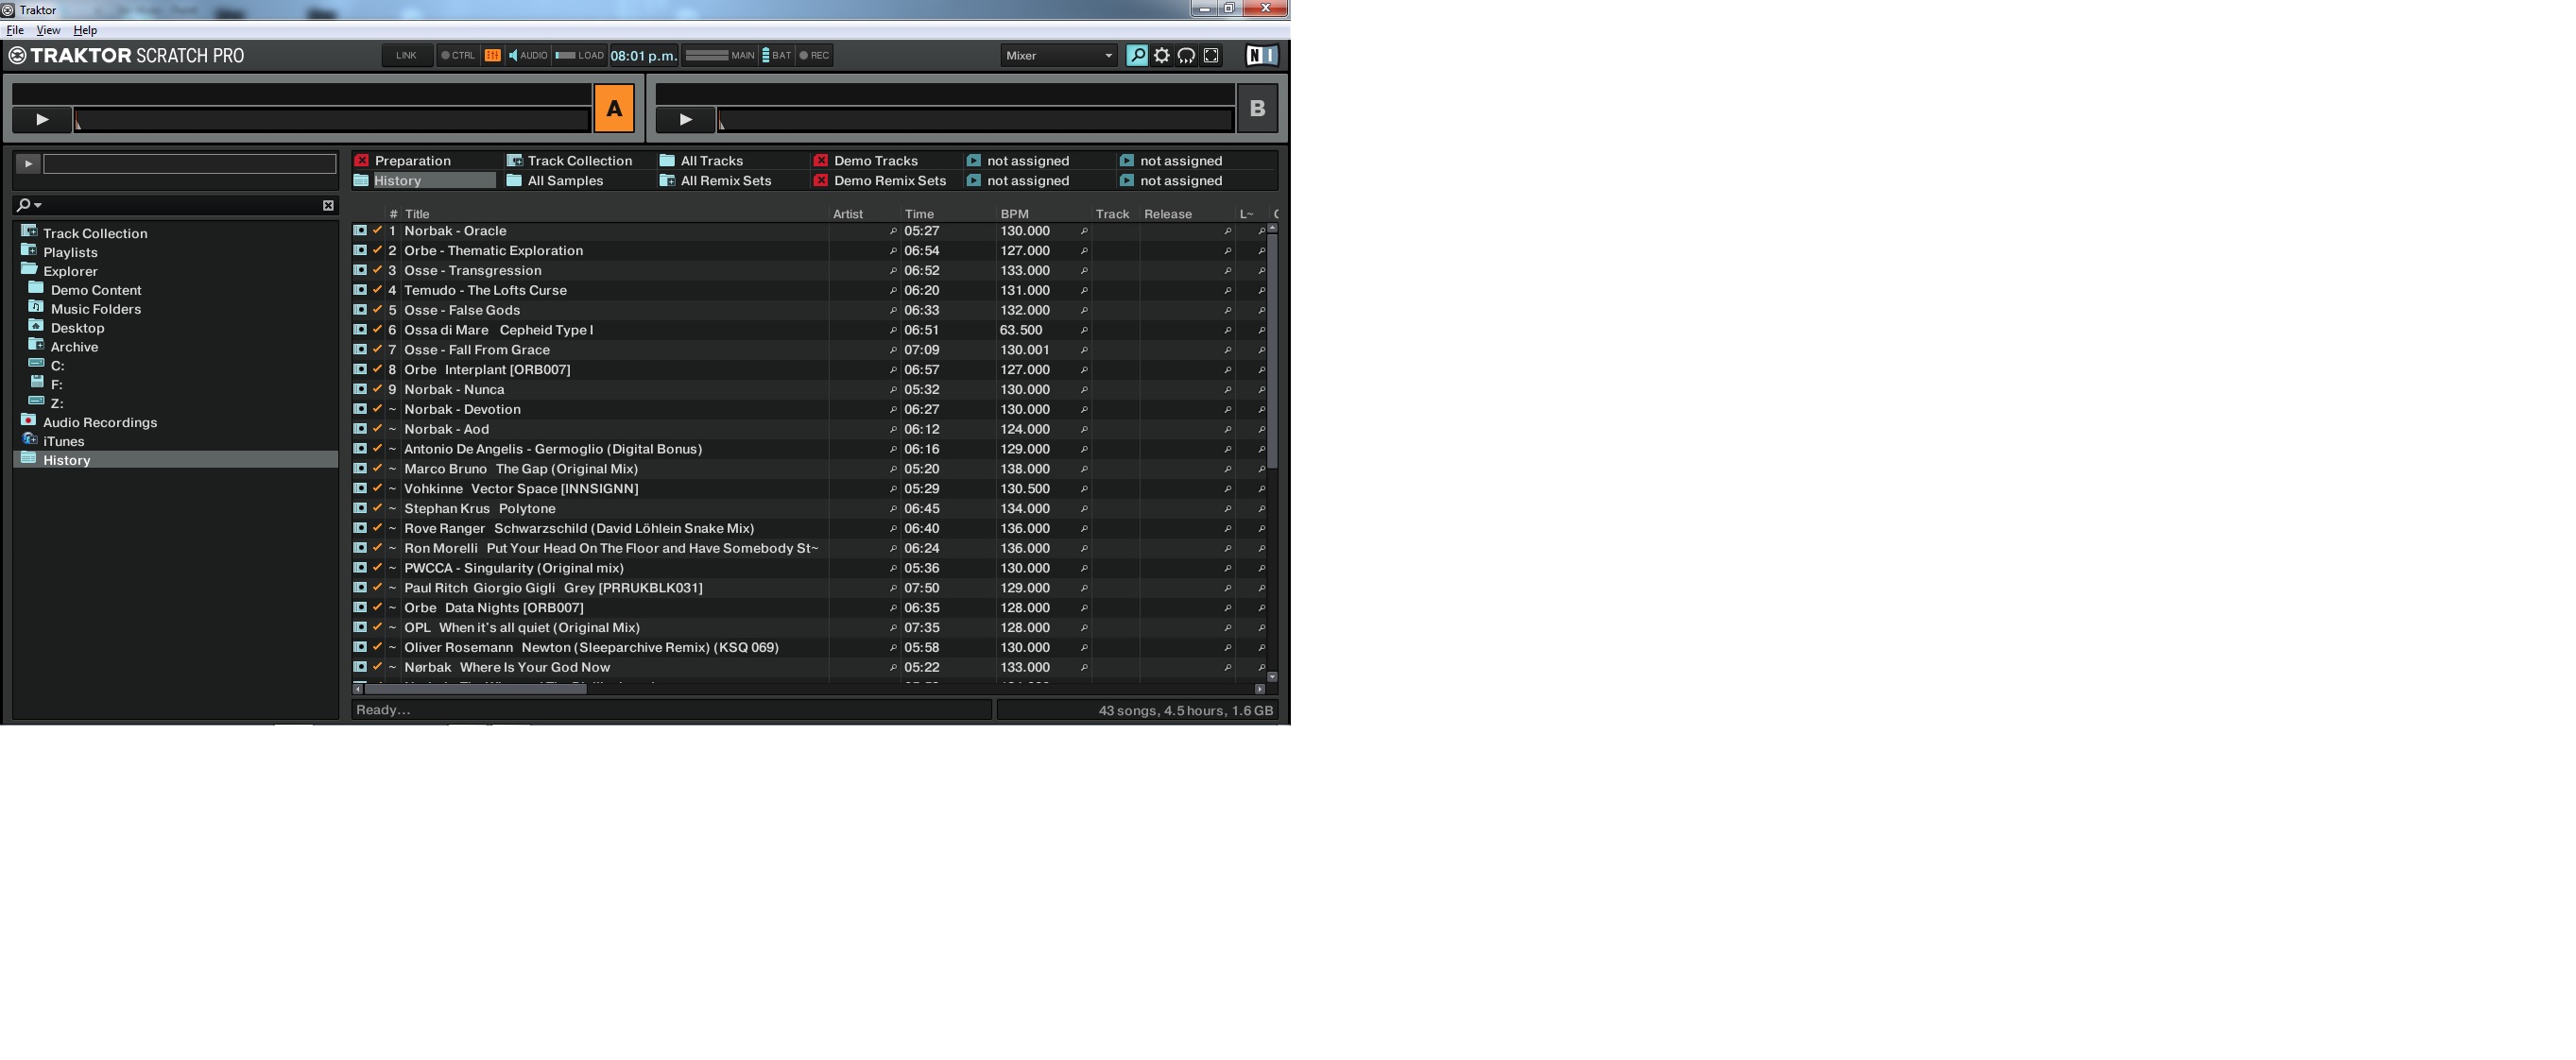 Traktor
File View Help
TRAKTOR SCRATCH PRO LINK CTRL AUDIO LOAD 08:01 p.m. MAIN BAT REC Mixer N I
A B
Preparation Track Collection All Tracks Demo Tracks not assigned not assigned
History All Samples All Remix Sets Demo Remix Sets not assigned not assigned
Track Collection
Playlists
Explorer
Demo Content
Music Folders
Desktop
Archive
C:
F:
Z:
Audio Recordings
iTunes
History
# Title Artist Time BPM Track Release L~
1 Norbak - Oracle 05:27 130.000
2 Orbe - Thematic Exploration 06:54 127.000
3 Osse - Transgression 06:52 133.000
4 Temudo - The Lofts Curse 06:20 131.000
5 Osse - False Gods 06:33 132.000
6 Ossa di Mare Cepheid Type I 06:51 63.500
7 Osse - Fall From Grace 07:09 130.001
8 Orbe Interplant [ORB007] 06:57 127.000
9 Norbak - Nunca 05:32 130.000
~ Norbak - Devotion 06:27 130.000
~ Norbak - Aod 06:12 124.000
~ Antonio De Angelis - Germoglio (Digital Bonus) 06:16 129.000
~ Marco Bruno The Gap (Original Mix) 05:20 138.000
~ Vohkinne Vector Space [INNSIGNN] 05:29 130.500
~ Stephan Krus Polytone 06:45 134.000
~ Rove Ranger Schwarzschild (David Löhlein Snake Mix) 06:40 136.000
~ Ron Morelli Put Your Head On The Floor and Have Somebody St~ 06:24 136.000
~ PWCCA - Singularity (Original mix) 05:36 130.000
~ Paul Ritch Giorgio Gigli Grey [PRRUKBLK031] 07:50 129.000
~ Orbe Data Nights [ORB007] 06:35 128.000
~ OPL When it's all quiet (Original Mix) 07:35 128.000
~ Oliver Rosemann Newton (Sleeparchive Remix) (KSQ 069) 05:58 130.000
~ Nørbak Where Is Your God Now 05:22 133.000
Ready... 43 songs, 4.5 hours, 1.6 GB